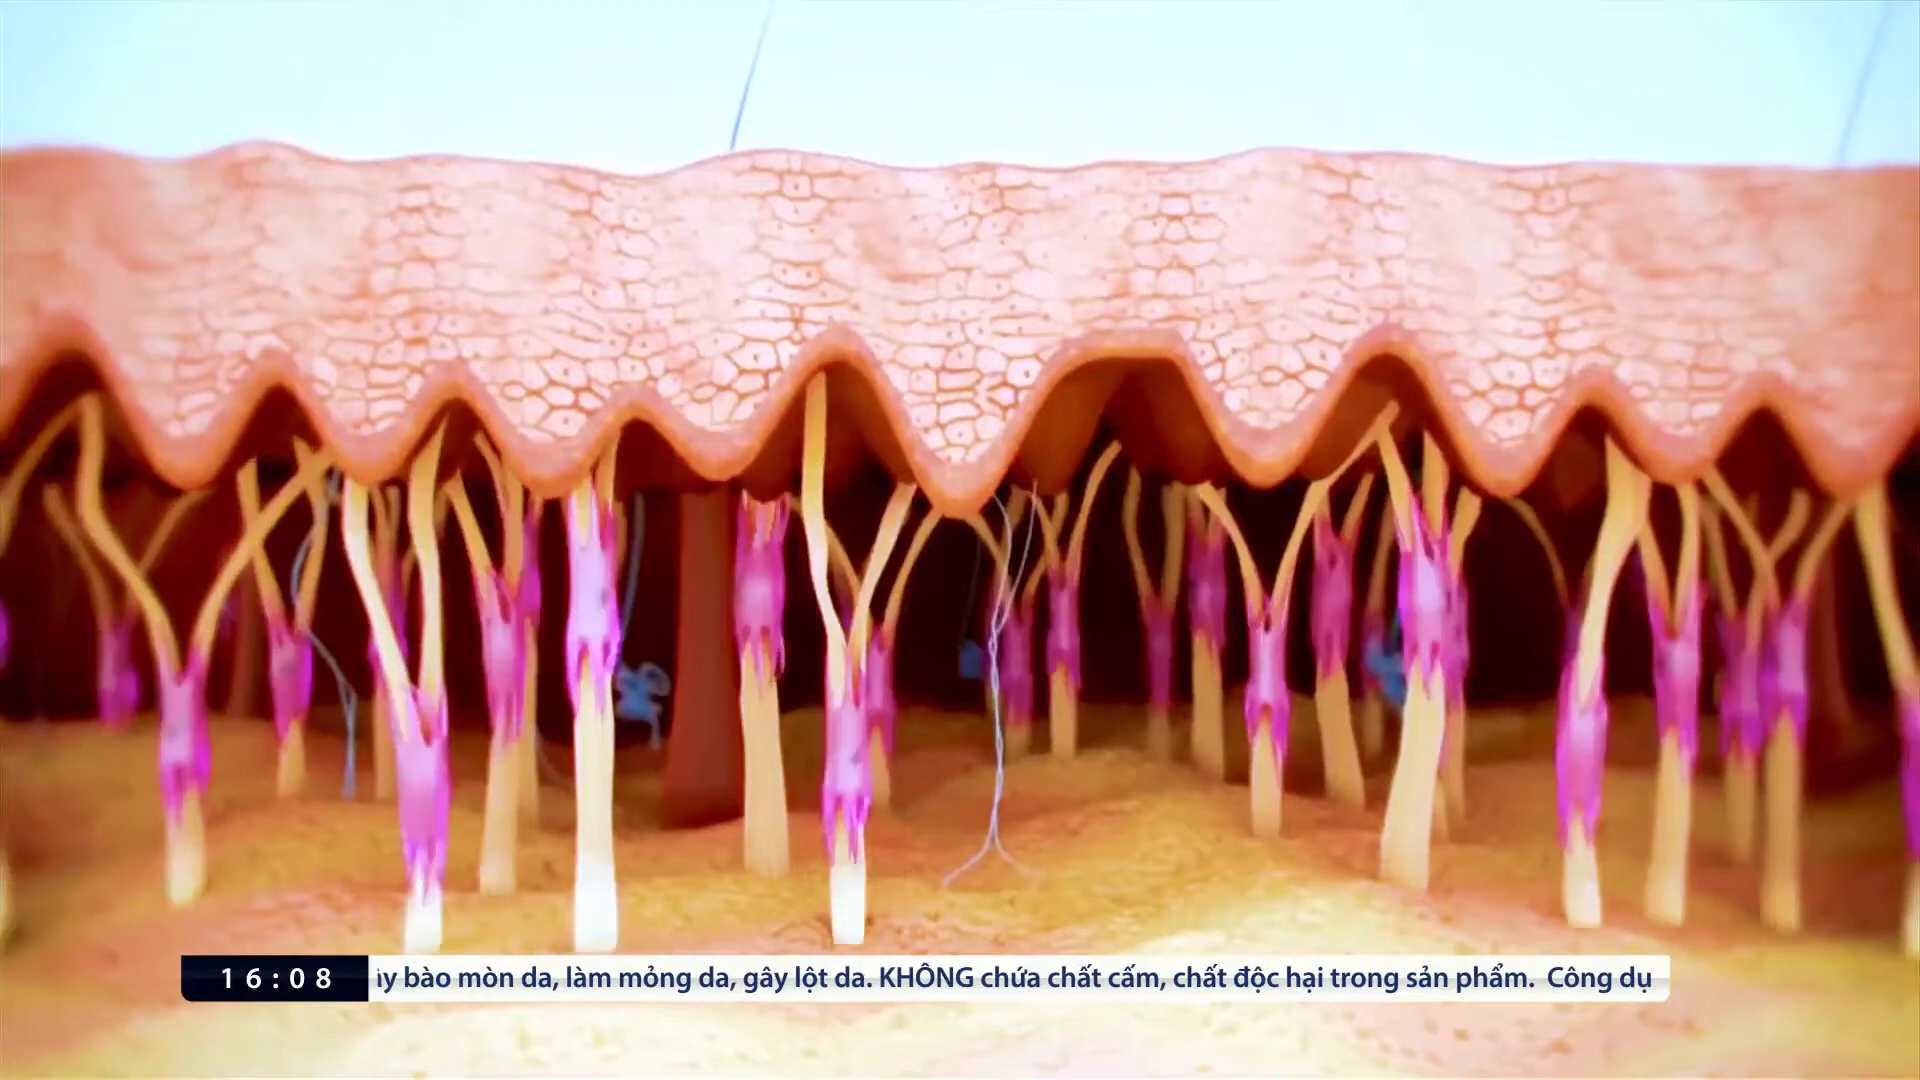 16:08
bào mòn da, làm mỏng da, gây lột da. KHÔNG chứa chất cấm, chất độc hại trong sản phẩm. Công dụ